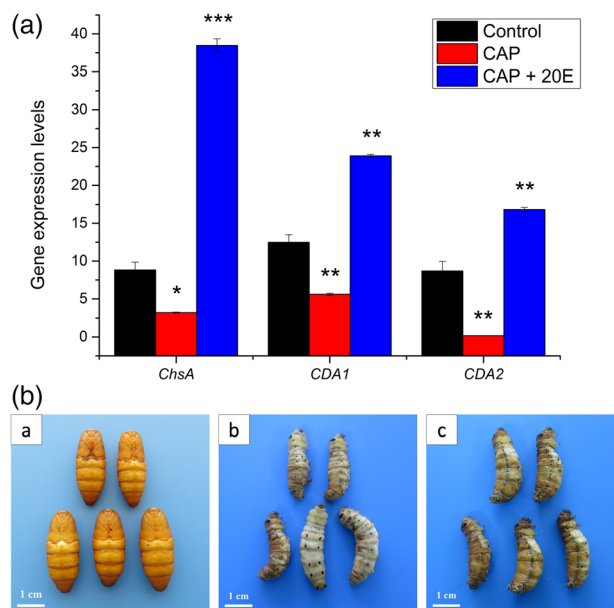 (a)
Control
CAP
CAP + 20E
Gene expression levels
40
35
30
25
20
15
10
5
0
***
**
**
*
**
**
ChsA
CDA1
CDA2
(b)
a
b
c
1 cm
1 cm
1 cm